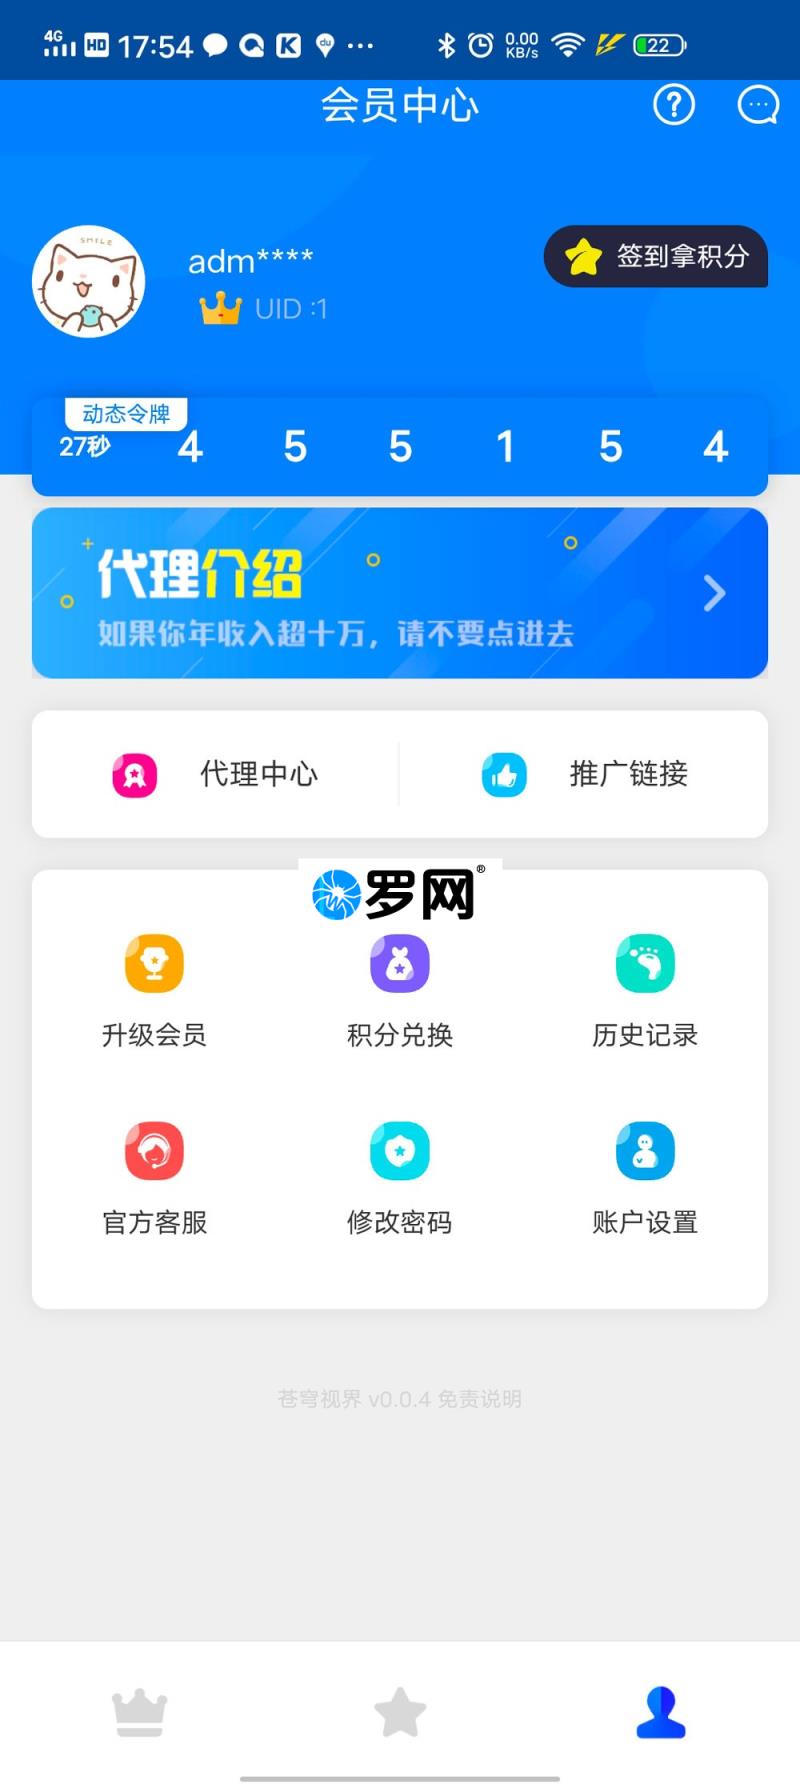 4G HD 17:54 K du ... 0.00 KB/s 22
会员中心
SMILE
adm****
签到拿积分
UID :1
动态令牌
27秒 4 5 5 1 5 4
代理介绍
如果你年收入超十万，请不要点进去
代理中心 推广链接
罗网®
升级会员 积分兑换 历史记录
官方客服 修改密码 账户设置
苍穹视界 v0.0.4 免责说明